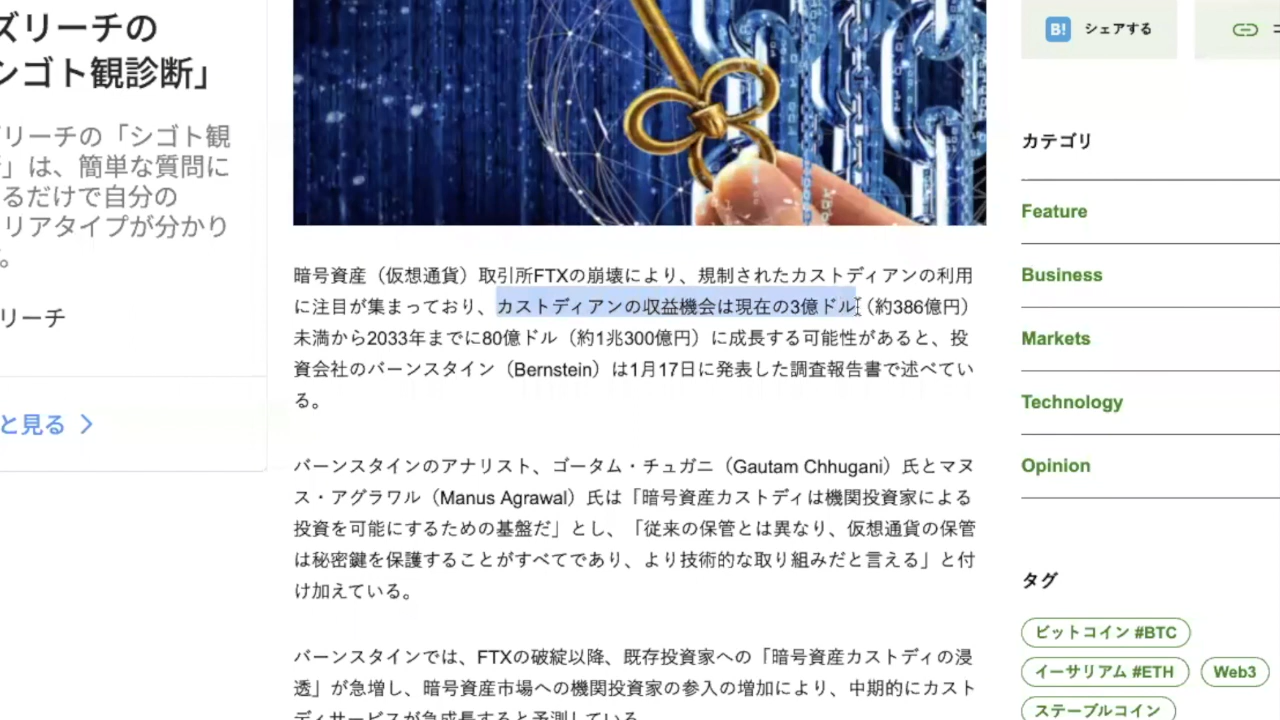 ズリーチの
シゴト観診断」
リーチの「シゴト観
」は、簡単な質問に
るだけで自分の
リアタイプが分かり
。
リーチ
と見る
暗号資産（仮想通貨）取引所FTXの崩壊により、規制されたカストディアンの利用
に注目が集まっており、カストディアンの収益機会は現在の3億ドル（約386億円）
未満から2033年までに80億ドル（約1兆300億円）に成長する可能性があると、投
資会社のバーンスタイン（Bernstein）は1月17日に発表した調査報告書で述べてい
る。
バーンスタインのアナリスト、ゴータム・チュガニ（Gautam Chhugani）氏とマヌ
ス・アグラワル（Manus Agrawal）氏は「暗号資産カストディは機関投資家による
投資を可能にするための基盤だ」とし、「従来の保管とは異なり、仮想通貨の保管
は秘密鍵を保護することがすべてであり、より技術的な取り組みだと言える」と付
け加えている。
バーンスタインでは、FTXの破綻以降、既存投資家への「暗号資産カストディの浸
透」が急増し、暗号資産市場への機関投資家の参入の増加により、中期的にカスト
ディサービスが急成長すると予測している。
B! シェアする
カテゴリ
Feature
Business
Markets
Technology
Opinion
タグ
ビットコイン #BTC
イーサリアム #ETH
Web3
ステーブルコイン